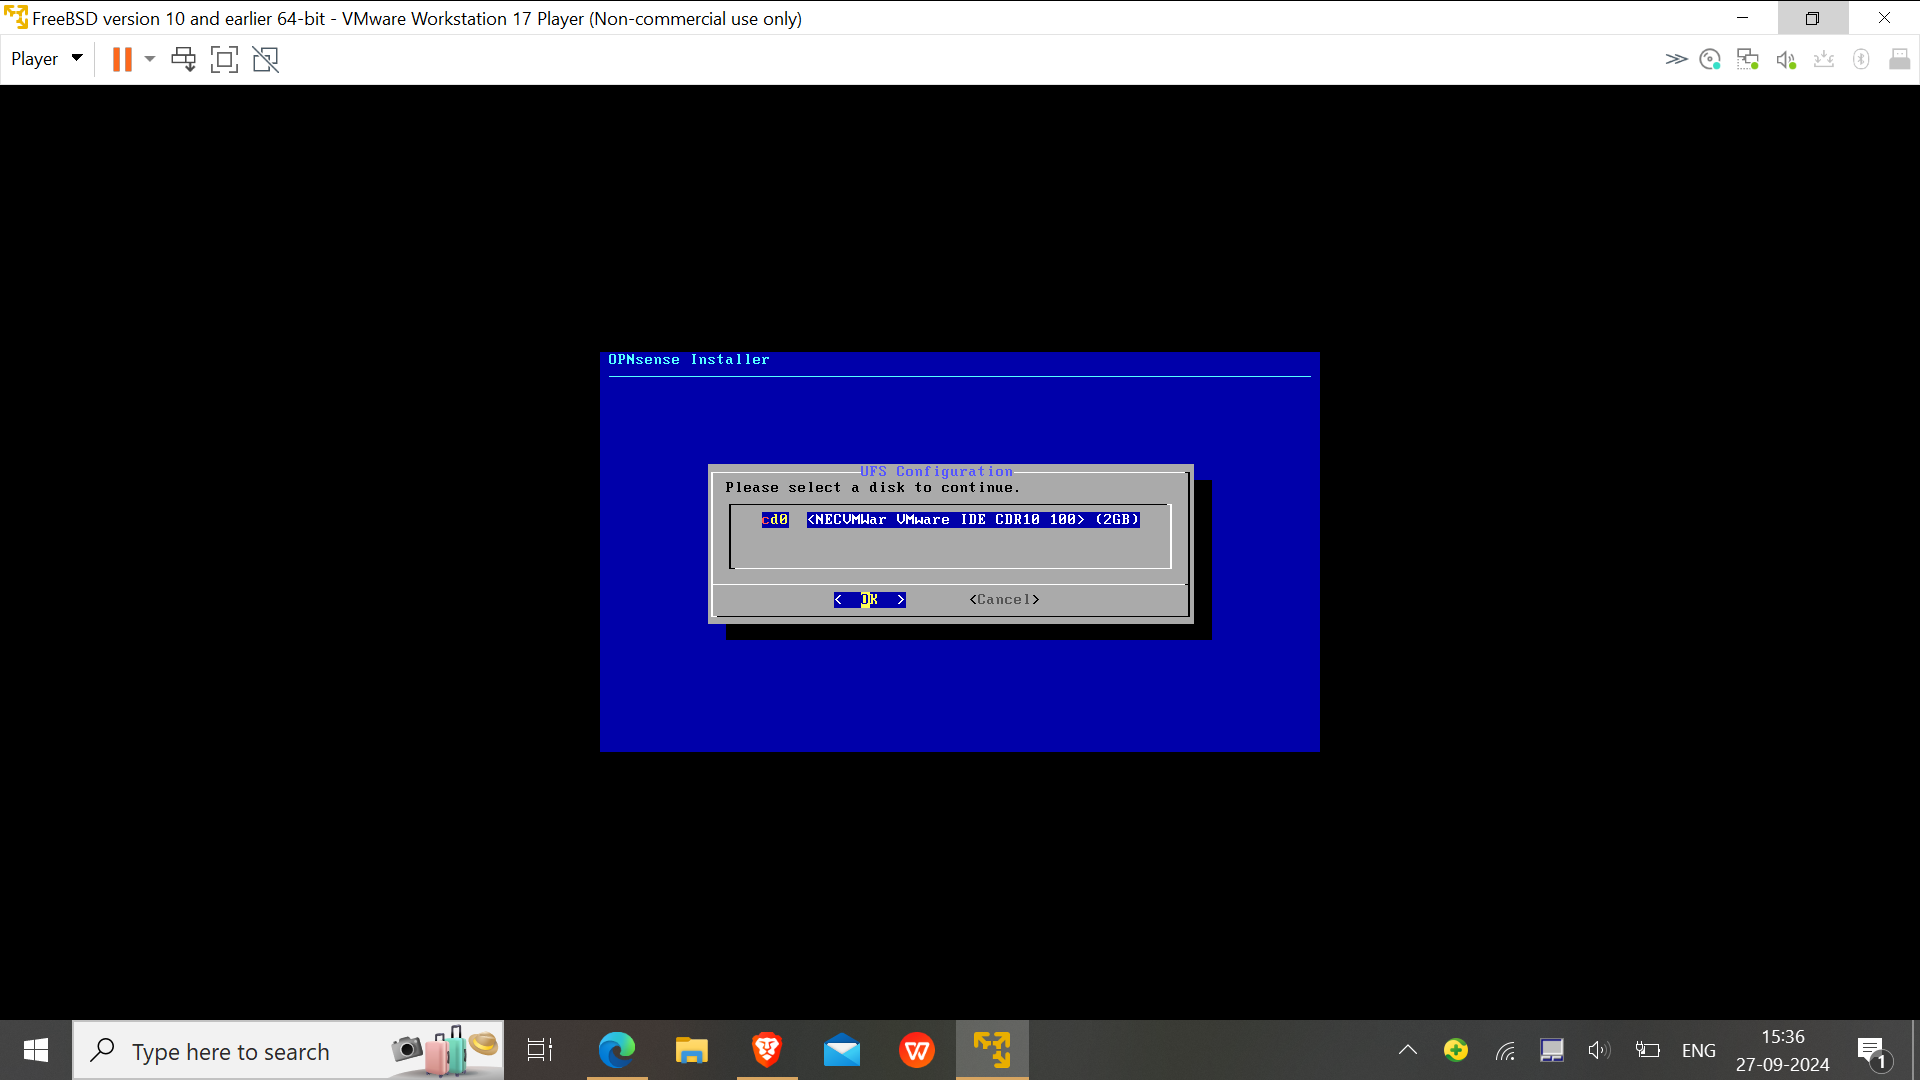 FreeBSD version 10 and earlier 64-bit - VMware Workstation 17 Player (Non-commercial use only)
Player
OPNsense Installer
UFS Configuration
Please select a disk to continue.
cd0 <NECVMWar VMware IDE CDR10 100> (2GB)
< OK > <Cancel>
Type here to search
ENG
15:36
27-09-2024
1